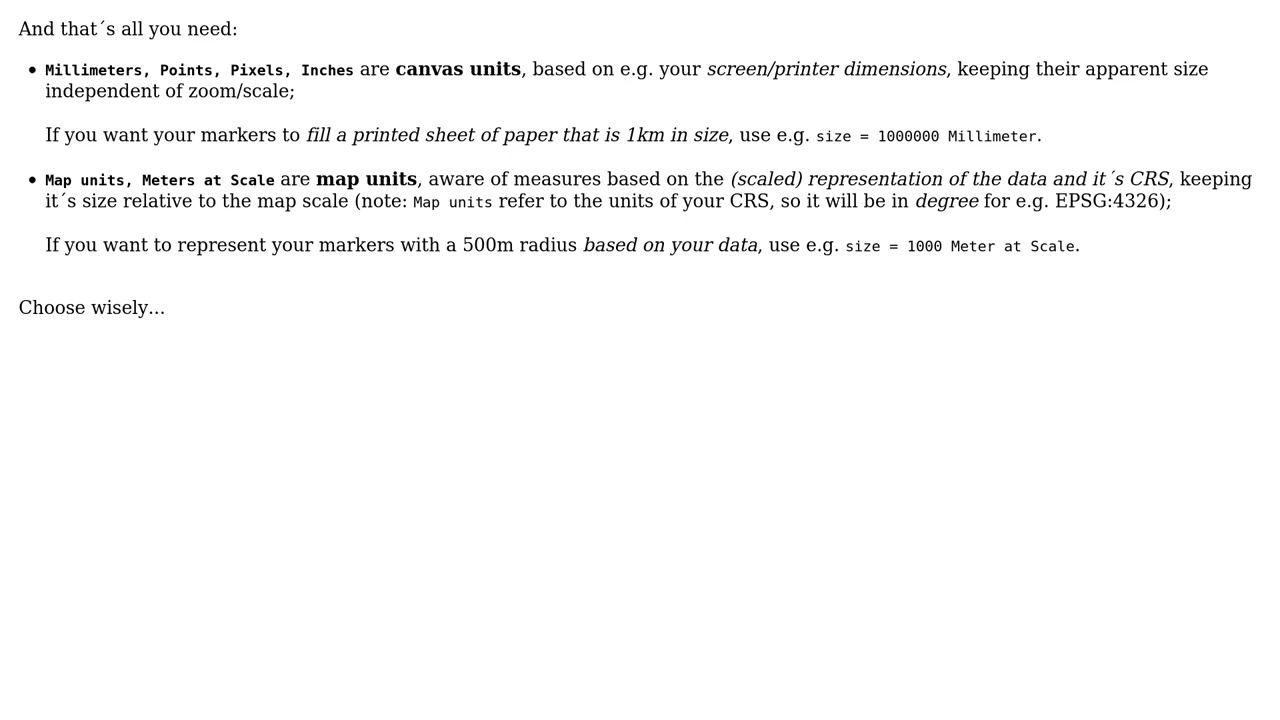 And that´s all you need:
• Millimeters, Points, Pixels, Inches are canvas units, based on e.g. your screen/printer dimensions, keeping their apparent size
independent of zoom/scale;
If you want your markers to fill a printed sheet of paper that is 1km in size, use e.g. size = 1000000 Millimeter.
• Map units, Meters at Scale are map units, aware of measures based on the (scaled) representation of the data and it´s CRS, keeping
it´s size relative to the map scale (note: Map units refer to the units of your CRS, so it will be in degree for e.g. EPSG:4326);
If you want to represent your markers with a 500m radius based on your data, use e.g. size = 1000 Meter at Scale.
Choose wisely...